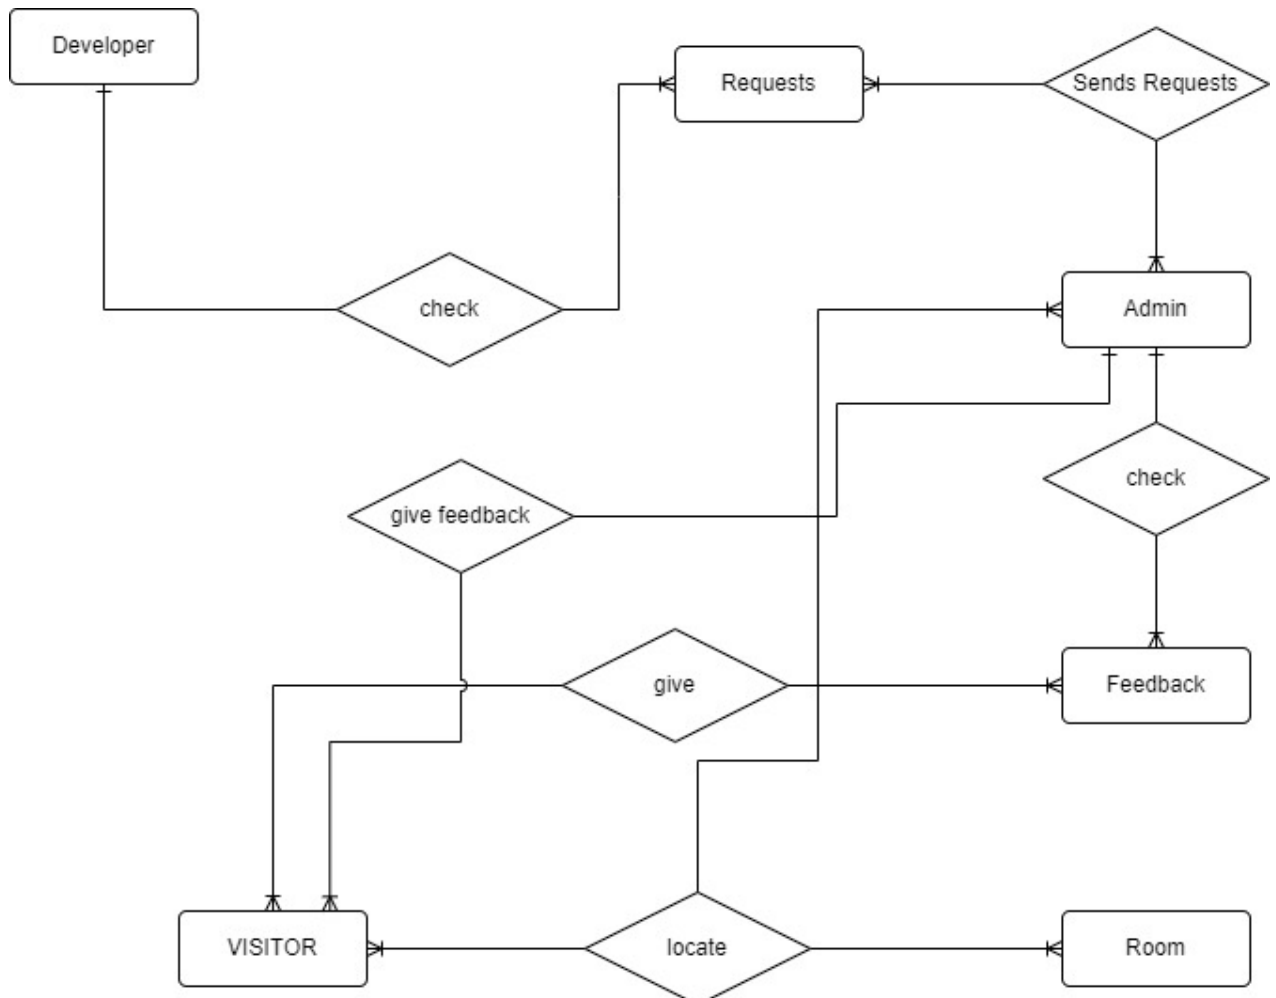 Developer
Requests
Sends Requests
check
Admin
give feedback
check
give
Feedback
VISITOR
locate
Room